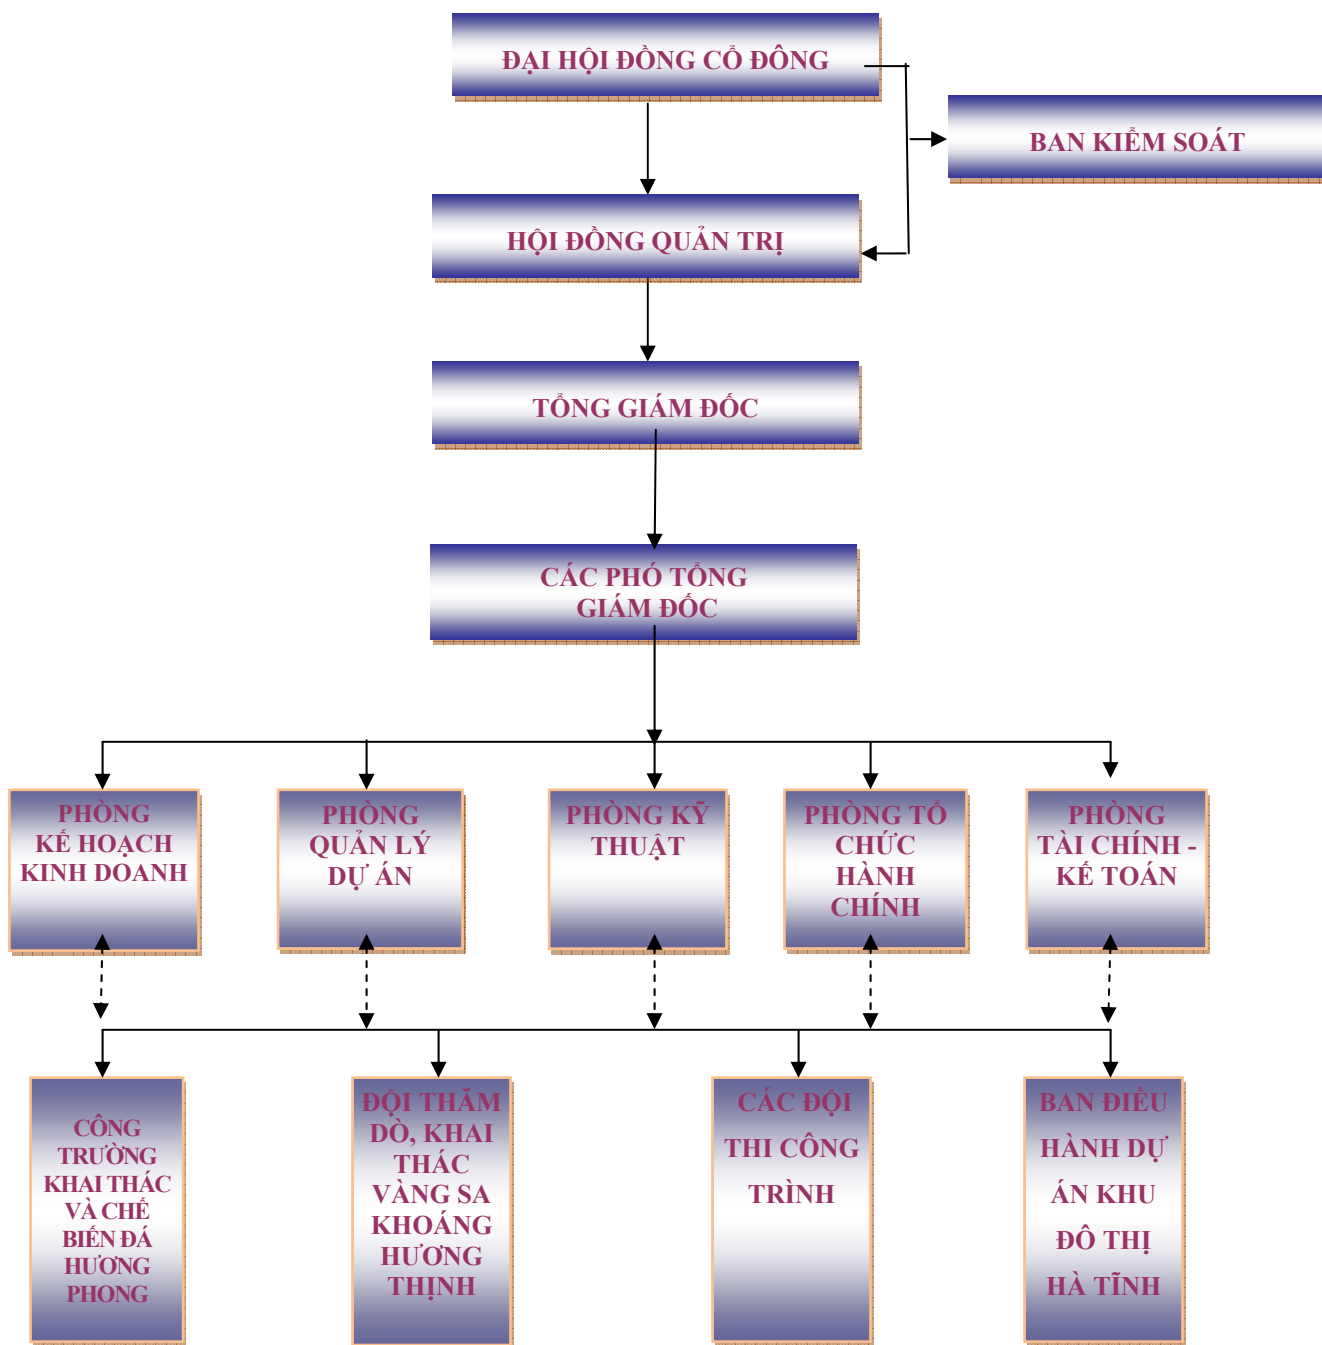 ĐẠI HỘI ĐỒNG CỔ ĐÔNG
BAN KIỂM SOÁT
HỘI ĐỒNG QUẢN TRỊ
TỔNG GIÁM ĐỐC
CÁC PHÓ TỔNG
GIÁM ĐỐC
PHÒNG
KẾ HOẠCH
KINH DOANH
PHÒNG
QUẢN LÝ
DỰ ÁN
PHÒNG KỸ
THUẬT
PHÒNG TỔ
CHỨC
HÀNH
CHÍNH
PHÒNG
TÀI CHÍNH -
KẾ TOÁN
CÔNG
TRƯỜNG
KHAI THÁC
VÀ CHẾ
BIẾN ĐÁ
HƯƠNG
PHONG
ĐỘI THĂM
DÒ, KHAI
THÁC
VÀNG SA
KHOÁNG
HƯƠNG
THỊNH
CÁC ĐỘI
THI CÔNG
TRÌNH
BAN ĐIỀU
HÀNH DỰ
ÁN KHU
ĐÔ THỊ
HÀ TĨNH